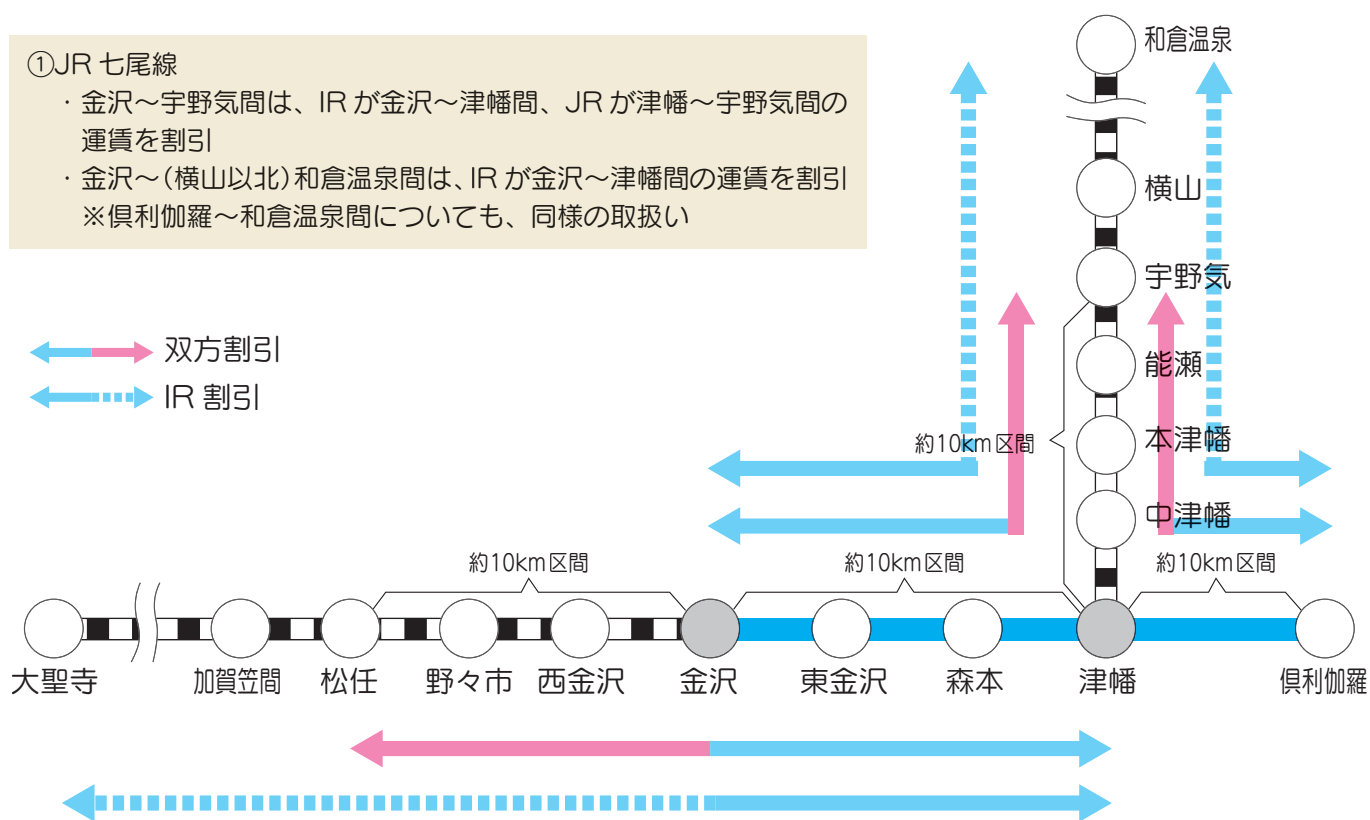 ①JR 七尾線
・金沢～宇野気間は、IR が金沢～津幡間、JR が津幡～宇野気間の
運賃を割引
・金沢～（横山以北）和倉温泉間は、IR が金沢～津幡間の運賃を割引
※倶利伽羅～和倉温泉間についても、同様の取扱い
双方割引
IR 割引
和倉温泉
横山
宇野気
能瀬
本津幡
中津幡
約10km区間
約10km区間
約10km区間
約10km区間
大聖寺
加賀笠間
松任
野々市
西金沢
金沢
東金沢
森本
津幡
倶利伽羅